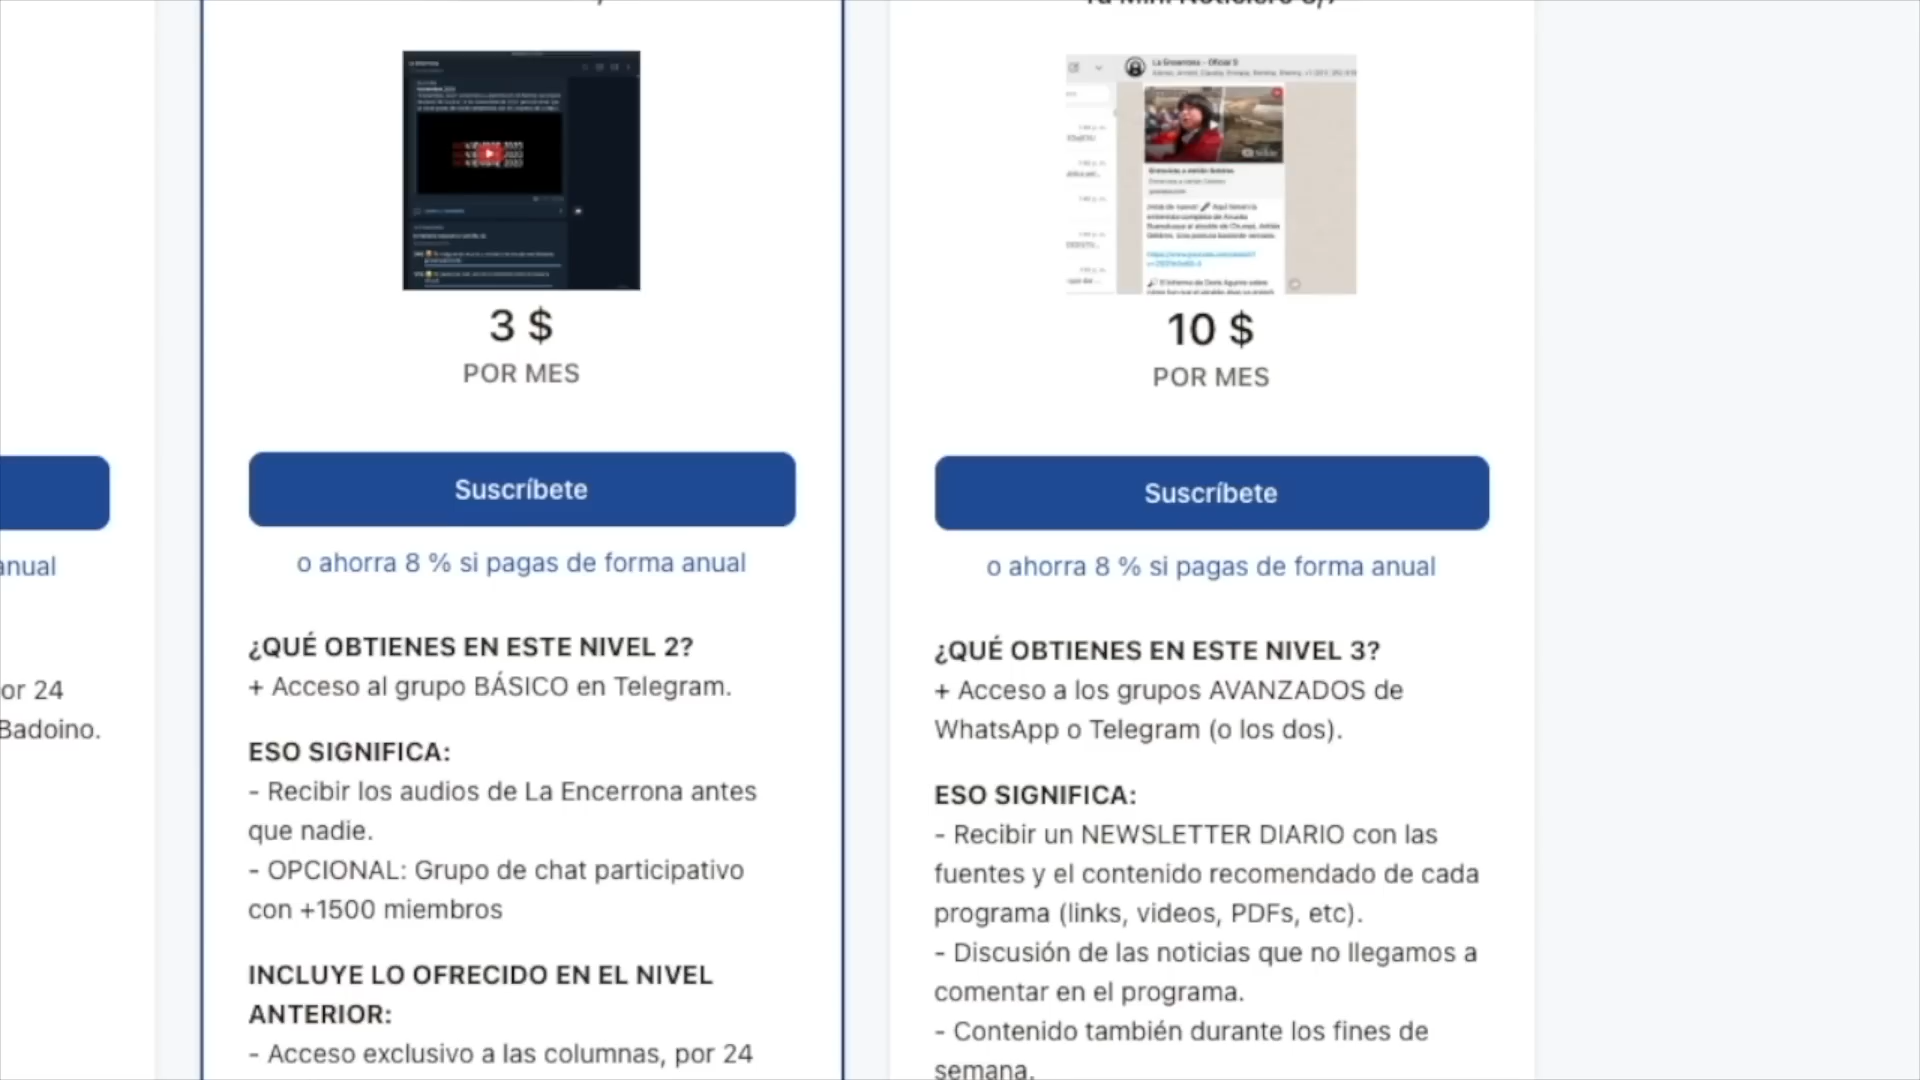 anual
or 24
Badoino.
3 $
POR MES
Suscríbete
o ahorra 8 % si pagas de forma anual
¿QUÉ OBTIENES EN ESTE NIVEL 2?
+ Acceso al grupo BÁSICO en Telegram.
ESO SIGNIFICA:
- Recibir los audios de La Encerrona antes
que nadie.
- OPCIONAL: Grupo de chat participativo
con +1500 miembros
INCLUYE LO OFRECIDO EN EL NIVEL
ANTERIOR:
- Acceso exclusivo a las columnas, por 24
La Encerrona - Oficial 9
10 $
POR MES
Suscríbete
o ahorra 8 % si pagas de forma anual
¿QUÉ OBTIENES EN ESTE NIVEL 3?
+ Acceso a los grupos AVANZADOS de
WhatsApp o Telegram (o los dos).
ESO SIGNIFICA:
- Recibir un NEWSLETTER DIARIO con las
fuentes y el contenido recomendado de cada
programa (links, videos, PDFs, etc).
- Discusión de las noticias que no llegamos a
comentar en el programa.
- Contenido también durante los fines de
semana.